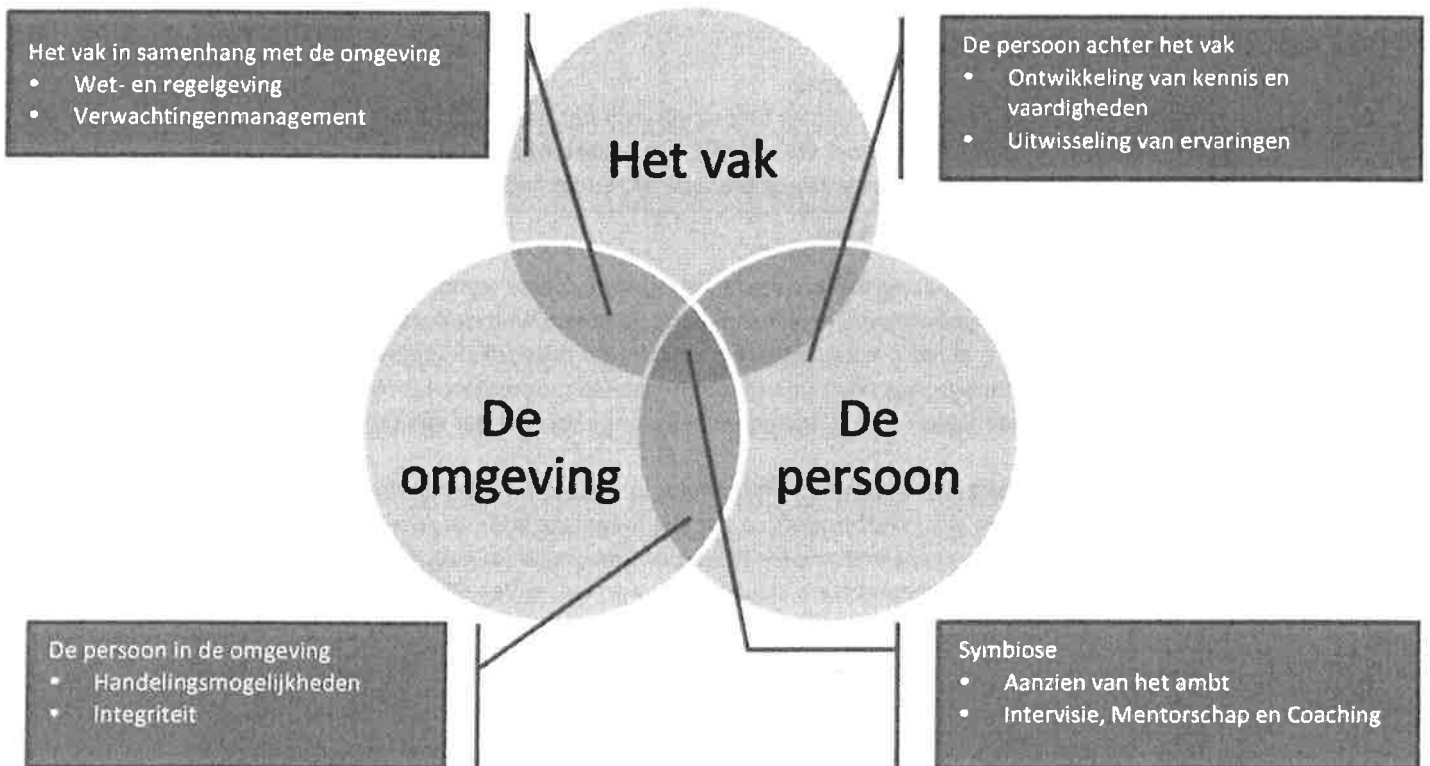 Het vak in samenhang met de omgeving
• Wet- en regelgeving
• Verwachtingenmanagement
De persoon achter het vak
• Ontwikkeling van kennis en
vaardigheden
• Uitwisseling van ervaringen
Het vak
De
omgeving
De
persoon
De persoon in de omgeving
• Handelingsmogelijkheden
• Integriteit
Symbiose
• Aanzien van het ambt
• Intervisie, Mentorschap en Coaching